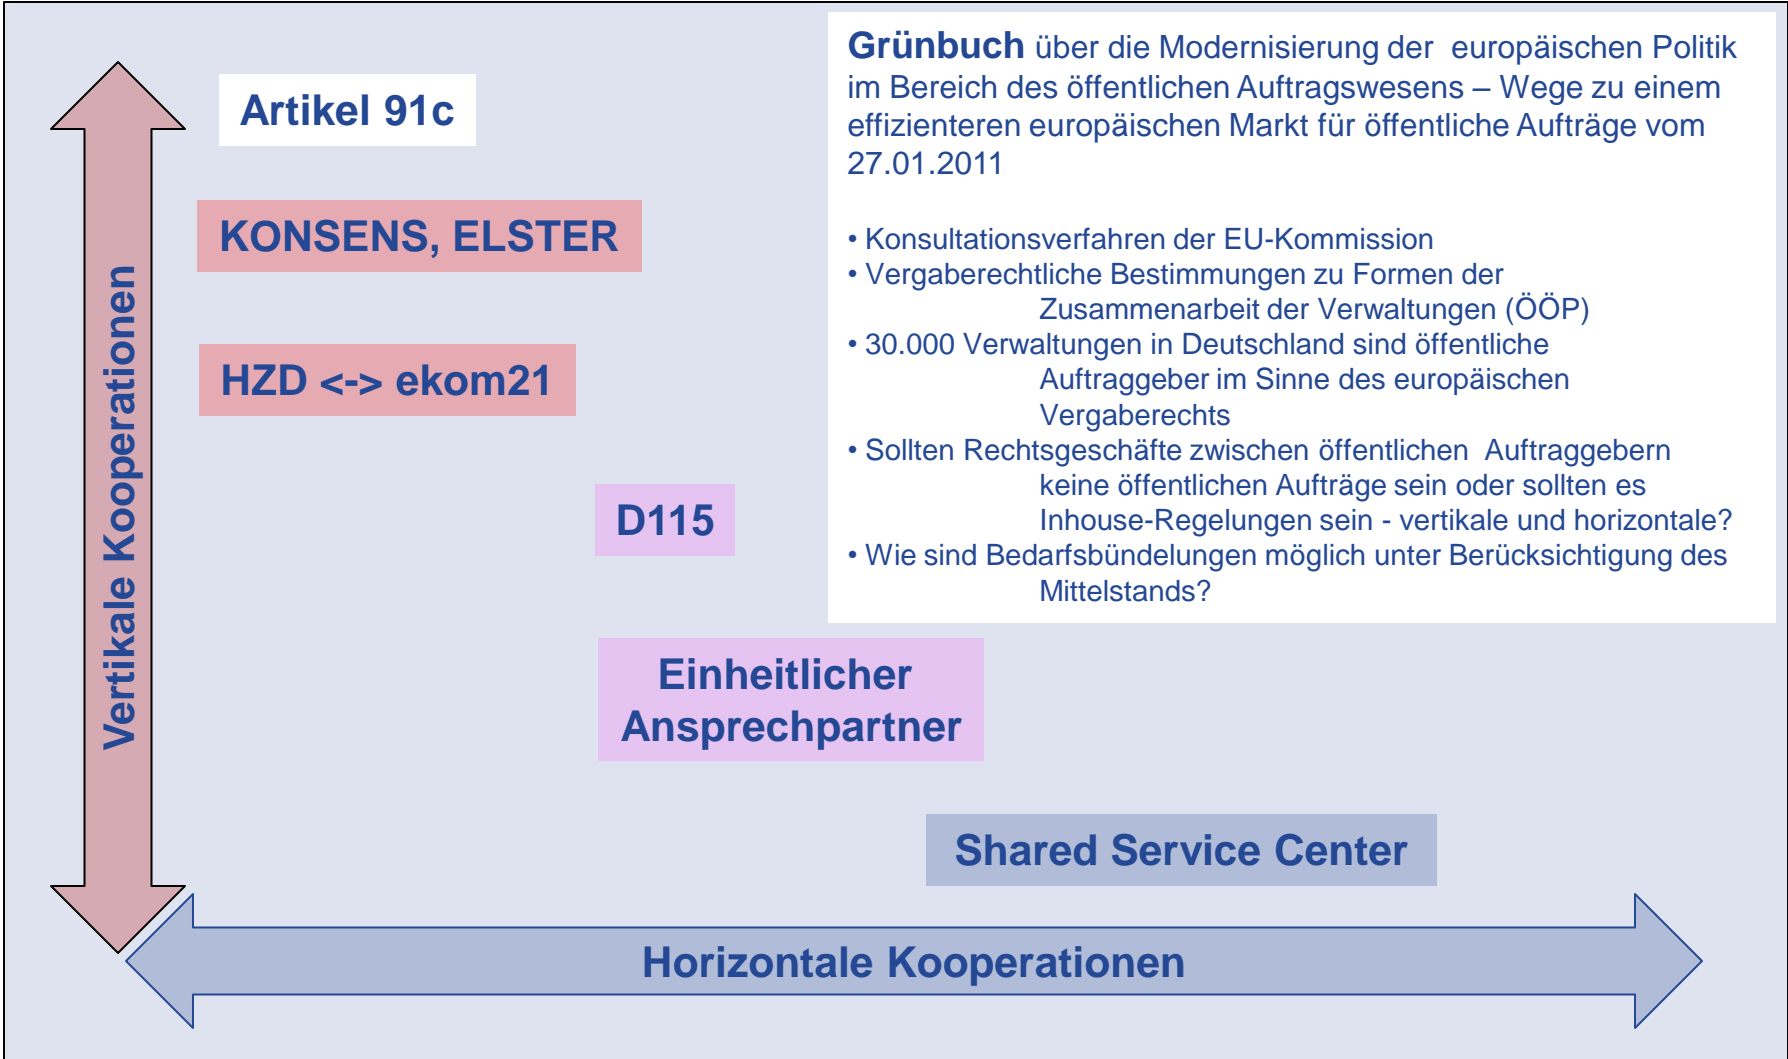 Artikel 91c
KONSENS, ELSTER
HZD <-> ekom21
D115
Einheitlicher
Ansprechpartner
Shared Service Center
Vertikale Kooperationen
Horizontale Kooperationen
Grünbuch über die Modernisierung der europäischen Politik
im Bereich des öffentlichen Auftragswesens – Wege zu einem
effizienteren europäischen Markt für öffentliche Aufträge vom
27.01.2011
• Konsultationsverfahren der EU-Kommission
• Vergaberechtliche Bestimmungen zu Formen der
Zusammenarbeit der Verwaltungen (ÖÖP)
• 30.000 Verwaltungen in Deutschland sind öffentliche
Auftraggeber im Sinne des europäischen
Vergaberechts
• Sollten Rechtsgeschäfte zwischen öffentlichen Auftraggebern
keine öffentlichen Aufträge sein oder sollten es
Inhouse-Regelungen sein - vertikale und horizontale?
• Wie sind Bedarfsbündelungen möglich unter Berücksichtigung des
Mittelstands?